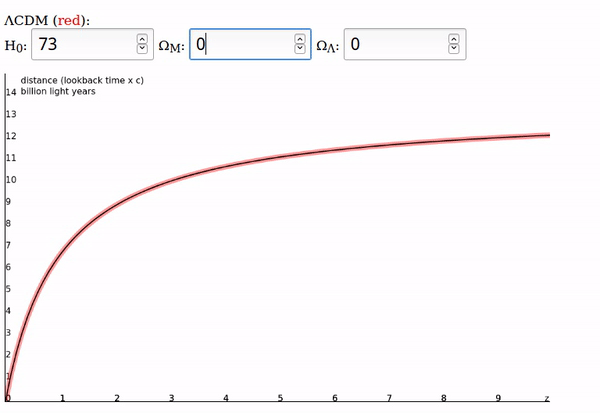 ΛCDM (red):
H0: 73 ΩM: 0 ΩΛ: 0
distance (lookback time x c)
14 billion light years
13
12
11
10
9
8
7
6
5
4
3
2
1
0 1 2 3 4 5 6 7 8 9 z